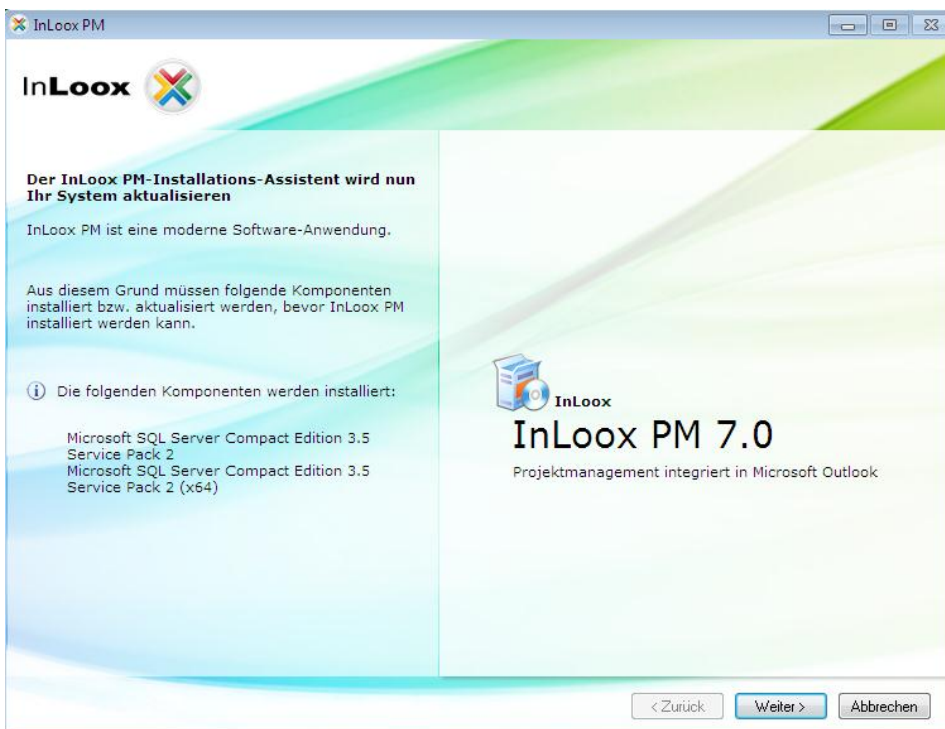 InLoox PM
InLoox
Der InLoox PM-Installations-Assistent wird nun
Ihr System aktualisieren
InLoox PM ist eine moderne Software-Anwendung.
Aus diesem Grund müssen folgende Komponenten
installiert bzw. aktualisiert werden, bevor InLoox PM
installiert werden kann.
Die folgenden Komponenten werden installiert:
Microsoft SQL Server Compact Edition 3.5
Service Pack 2
Microsoft SQL Server Compact Edition 3.5
Service Pack 2 (x64)
InLoox
InLoox PM 7.0
Projektmanagement integriert in Microsoft Outlook
< Zurück
Weiter >
Abbrechen